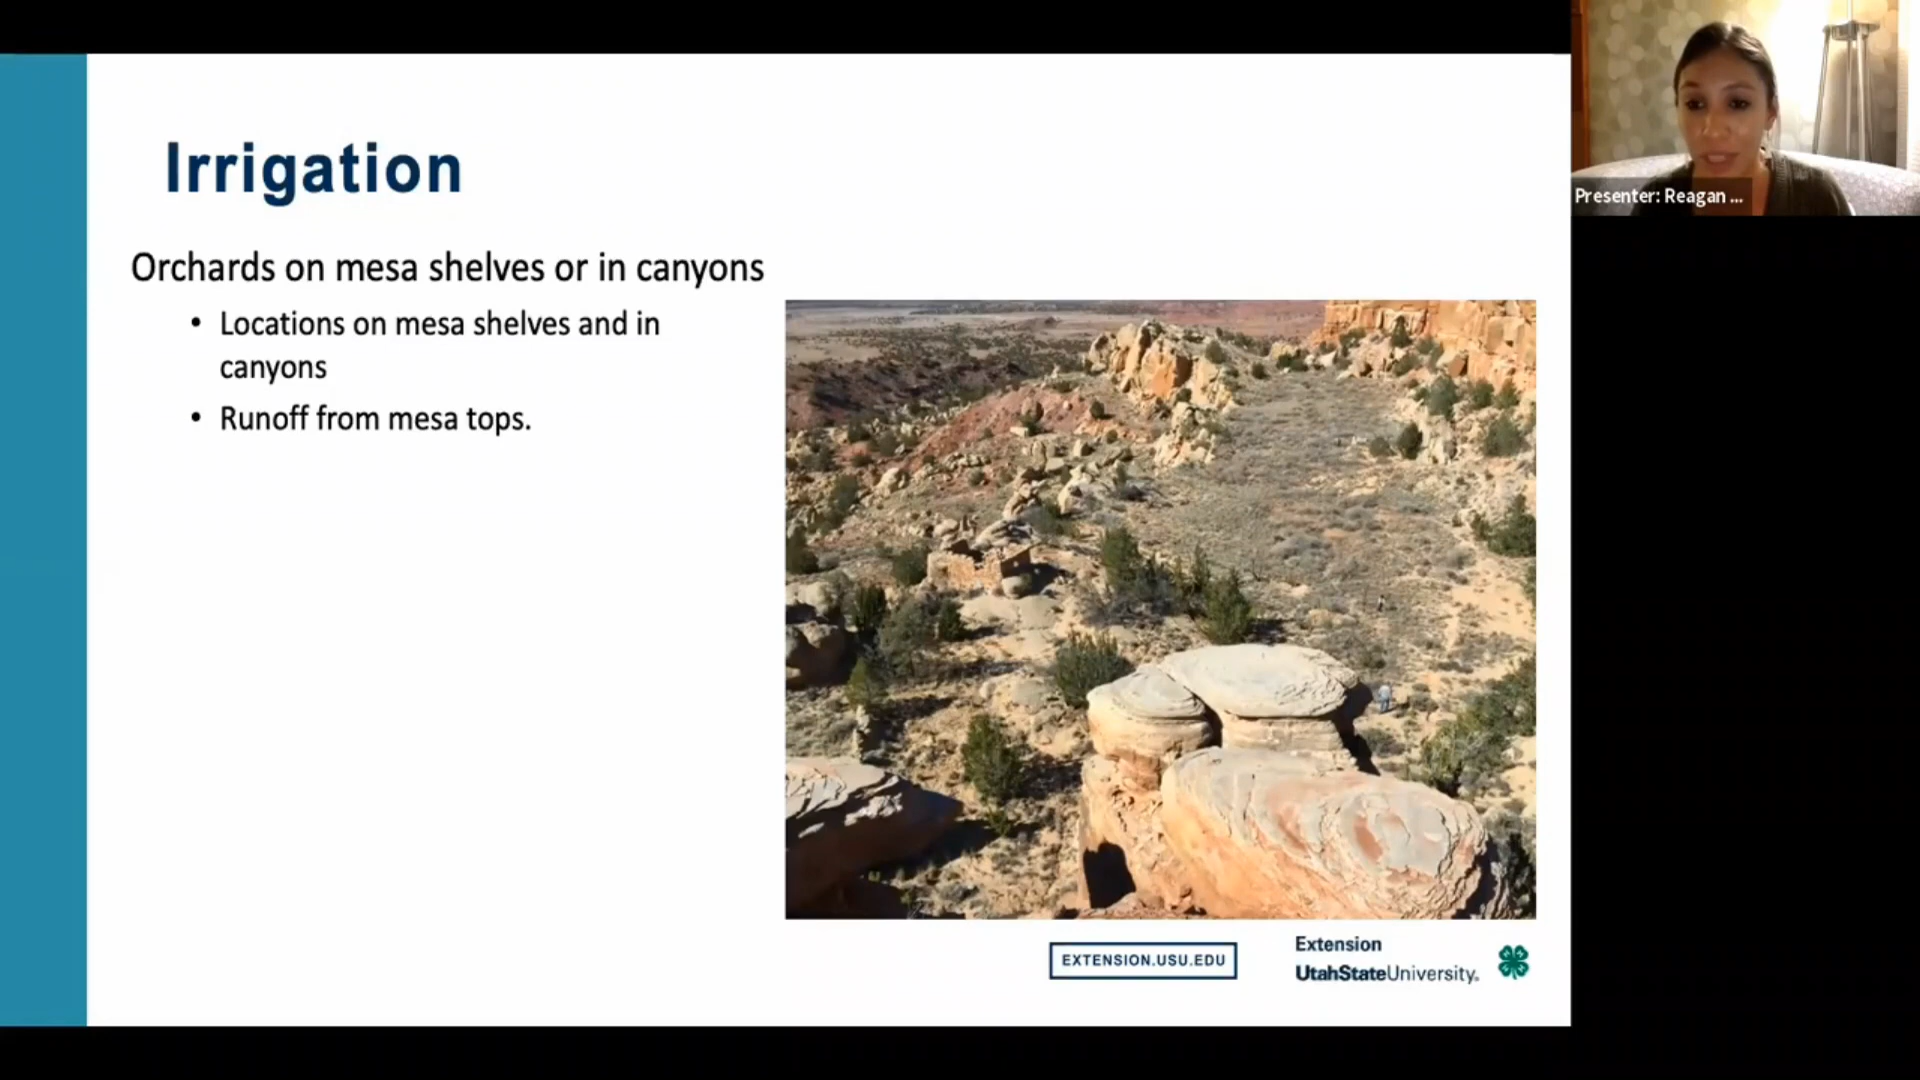 Irrigation
Orchards on mesa shelves or in canyons
• Locations on mesa shelves and in
canyons
• Runoff from mesa tops.
Presenter: Reagan ...
EXTENSION.USU.EDU
Extension
UtahStateUniversity.